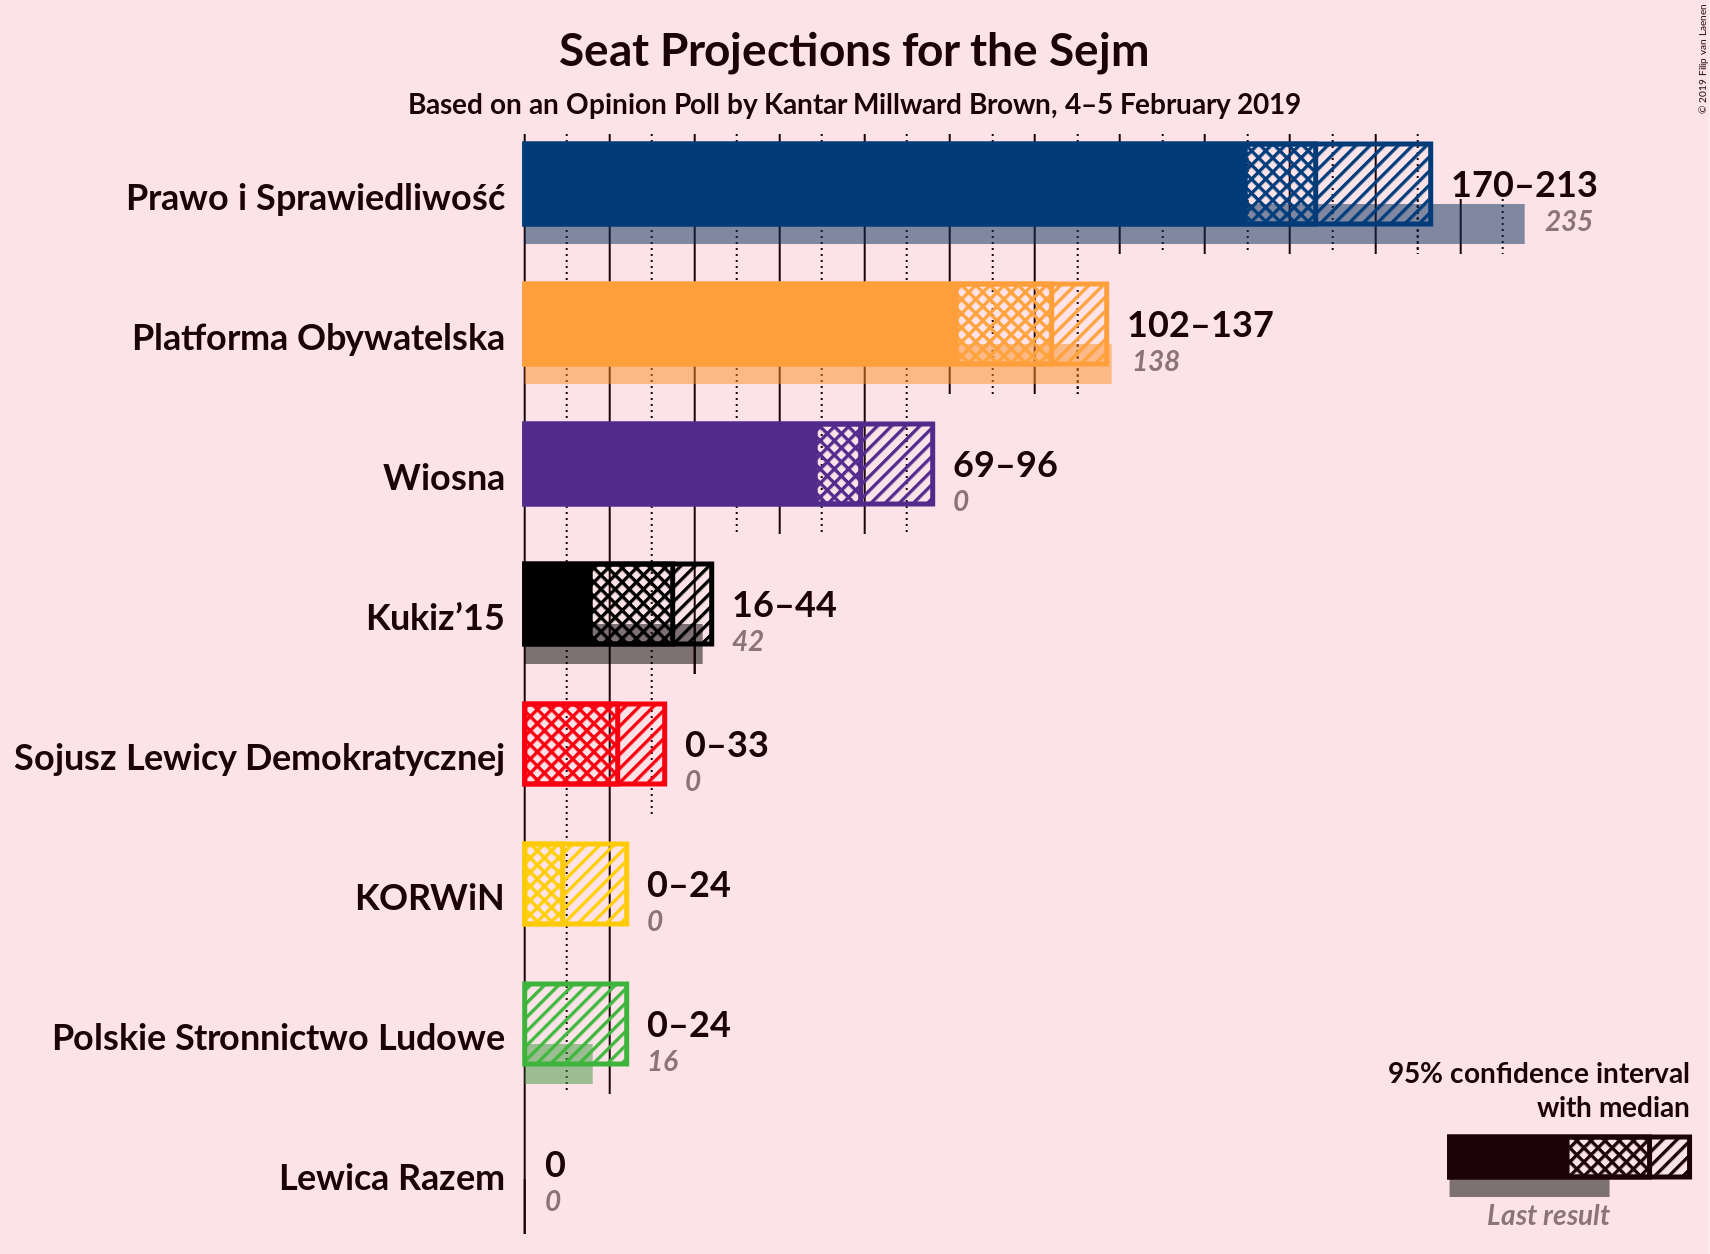 Seat Projections for the Sejm
Based on an Opinion Poll by Kantar Millward Brown, 4–5 February 2019
© 2019 Filip van Laenen
Prawo i Sprawiedliwość
170–213
235
Platforma Obywatelska
102–137
138
Wiosna
69–96
0
Kukiz’15
16–44
42
Sojusz Lewicy Demokratycznej
0–33
0
KORWiN
0–24
0
Polskie Stronnictwo Ludowe
0–24
16
Lewica Razem
0
0
95% confidence interval
with median
Last result